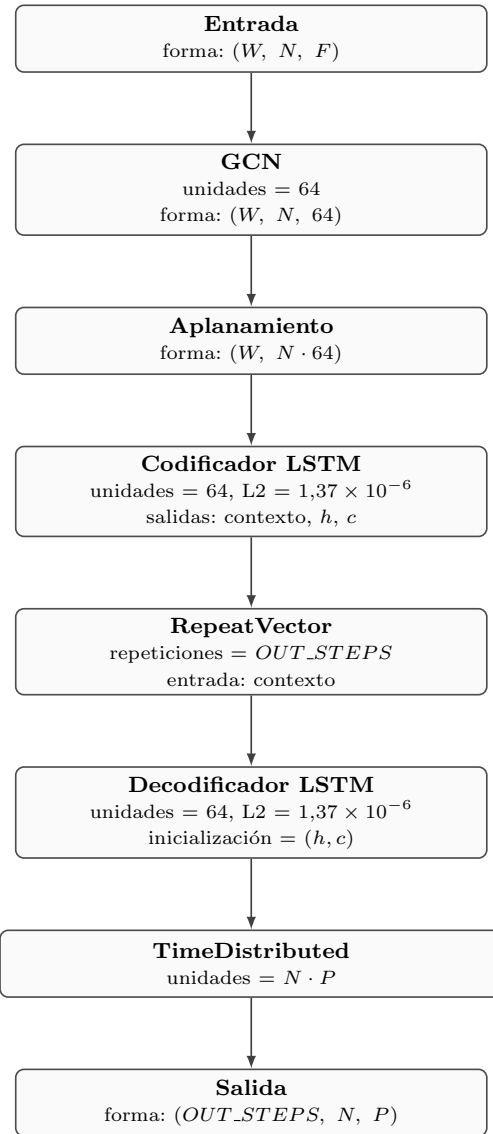 Entrada
forma: (W, N, F)
GCN
unidades = 64
forma: (W, N, 64)
Aplanamiento
forma: (W, N · 64)
Codificador LSTM
unidades = 64, L2 = 1,37 × 10⁻⁶
salidas: contexto, h, c
RepeatVector
repeticiones = OUT_STEPS
entrada: contexto
Decodificador LSTM
unidades = 64, L2 = 1,37 × 10⁻⁶
inicialización = (h, c)
TimeDistributed
unidades = N · P
Salida
forma: (OUT_STEPS, N, P)